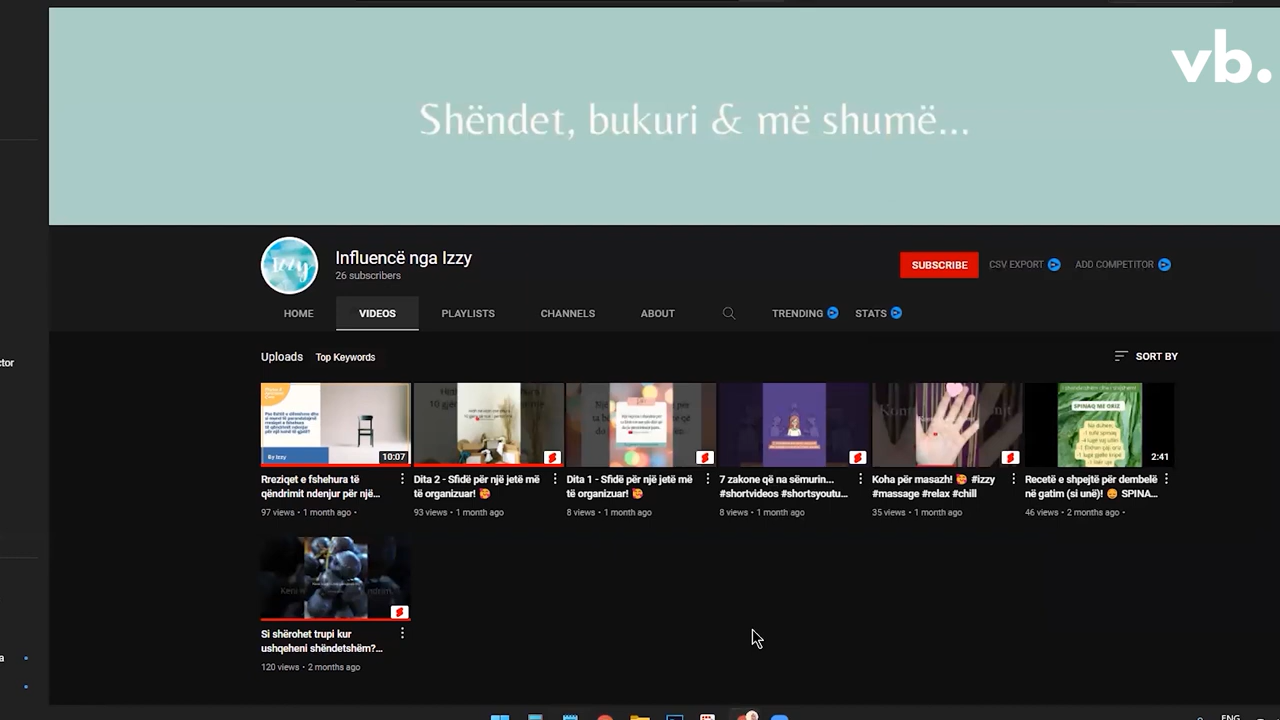 vb.
Shëndet, bukuri & më shumë...
Influencë nga Izzy
26 subscribers
SUBSCRIBE
CSV EXPORT
ADD COMPETITOR
HOME
VIDEOS
PLAYLISTS
CHANNELS
ABOUT
TRENDING
STATS
ctor
Uploads
Top Keywords
SORT BY
By Izzy
10:07
Rreziqet e fshehura të
qëndrimit ndenjur për një...
97 views • 1 month ago •
Dita 2 - Sfidë për një jetë më
të organizuar! 🥰
93 views • 1 month ago
Dita 1 - Sfidë për një jetë më
të organizuar! 🥰
8 views • 1 month ago
7 zakone që na sëmurin...
#shortvideos #shortsyoutu...
8 views • 1 month ago
Koha për masazh! 🥰 #izzy
#massage #relax #chill
35 views • 1 month ago
SPINAQ ME ORIZ
2:41
Recetë e shpejtë për dembelë
në gatim (si unë)! 😄 SPINA...
46 views • 2 months ago •
Si shërohet trupi kur
ushqeheni shëndetshëm?...
120 views • 2 months ago
a
ENG